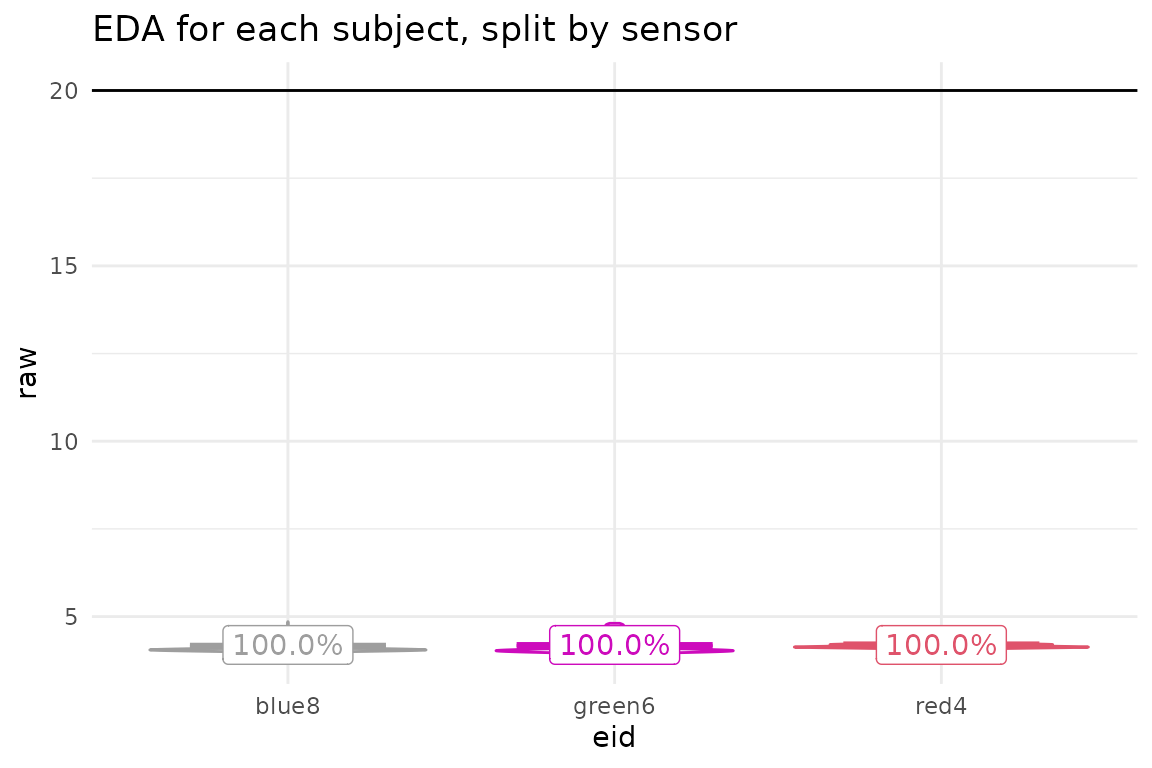 EDA for each subject, split by sensor
20
15
10
5
raw
100.0%
100.0%
100.0%
blue8
green6
red4
eid